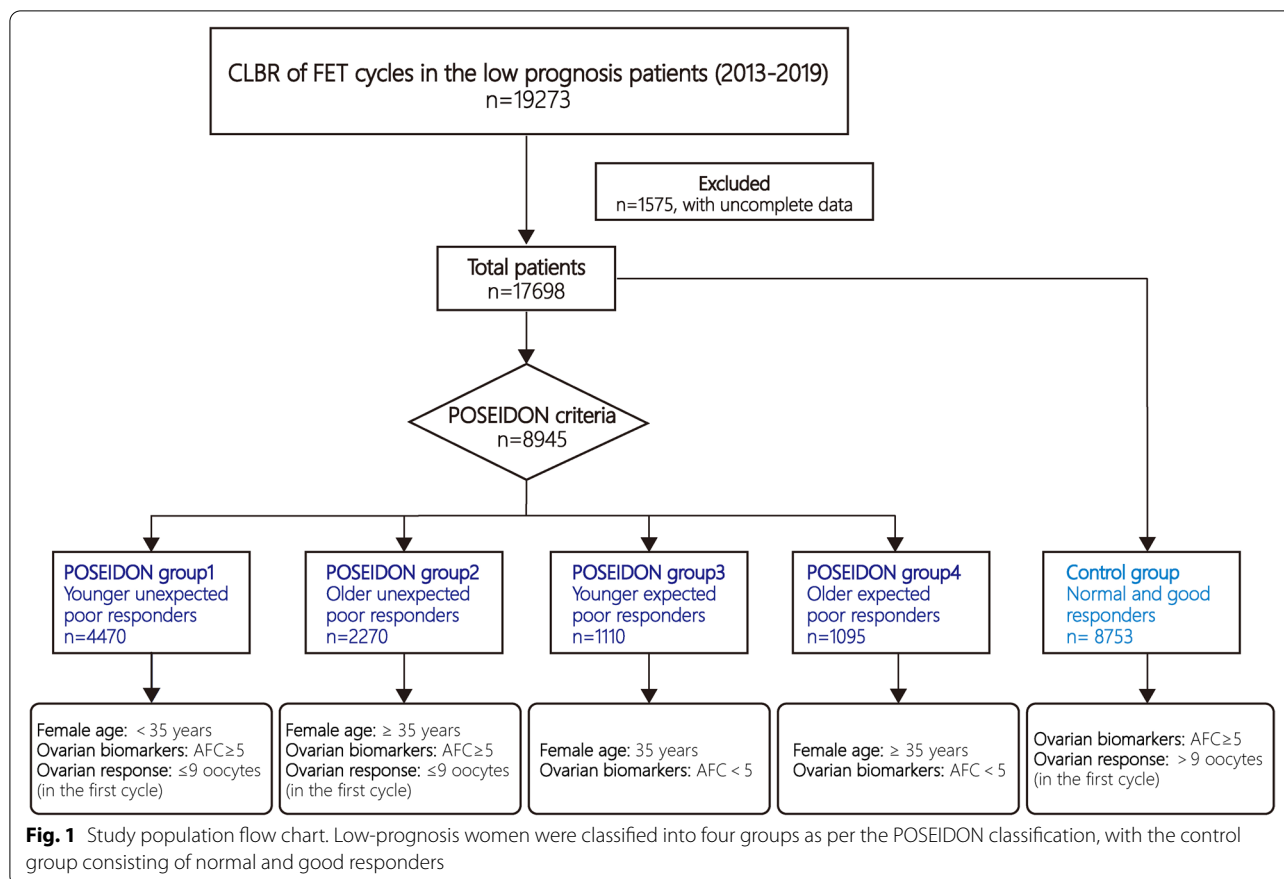 CLBR of FET cycles in the low prognosis patients (2013-2019)
n=19273
Excluded
n=1575, with uncomplete data
Total patients
n=17698
POSEIDON criteria
n=8945
POSEIDON group1
Younger unexpected
poor responders
n=4470
POSEIDON group2
Older unexpected
poor responders
n=2270
POSEIDON group3
Younger expected
poor responders
n=1110
POSEIDON group4
Older expected
poor responders
n=1095
Control group
Normal and good
responders
n= 8753
Female age: < 35 years
Ovarian biomarkers: AFC≥5
Ovarian response: ≤9 oocytes
(in the first cycle)
Female age: ≥ 35 years
Ovarian biomarkers: AFC≥5
Ovarian response: ≤9 oocytes
(in the first cycle)
Female age: 35 years
Ovarian biomarkers: AFC < 5
Female age: ≥ 35 years
Ovarian biomarkers: AFC < 5
Ovarian biomarkers: AFC≥5
Ovarian response: > 9 oocytes
(in the first cycle)
Fig. 1 Study population flow chart. Low-prognosis women were classified into four groups as per the POSEIDON classification, with the control
group consisting of normal and good responders